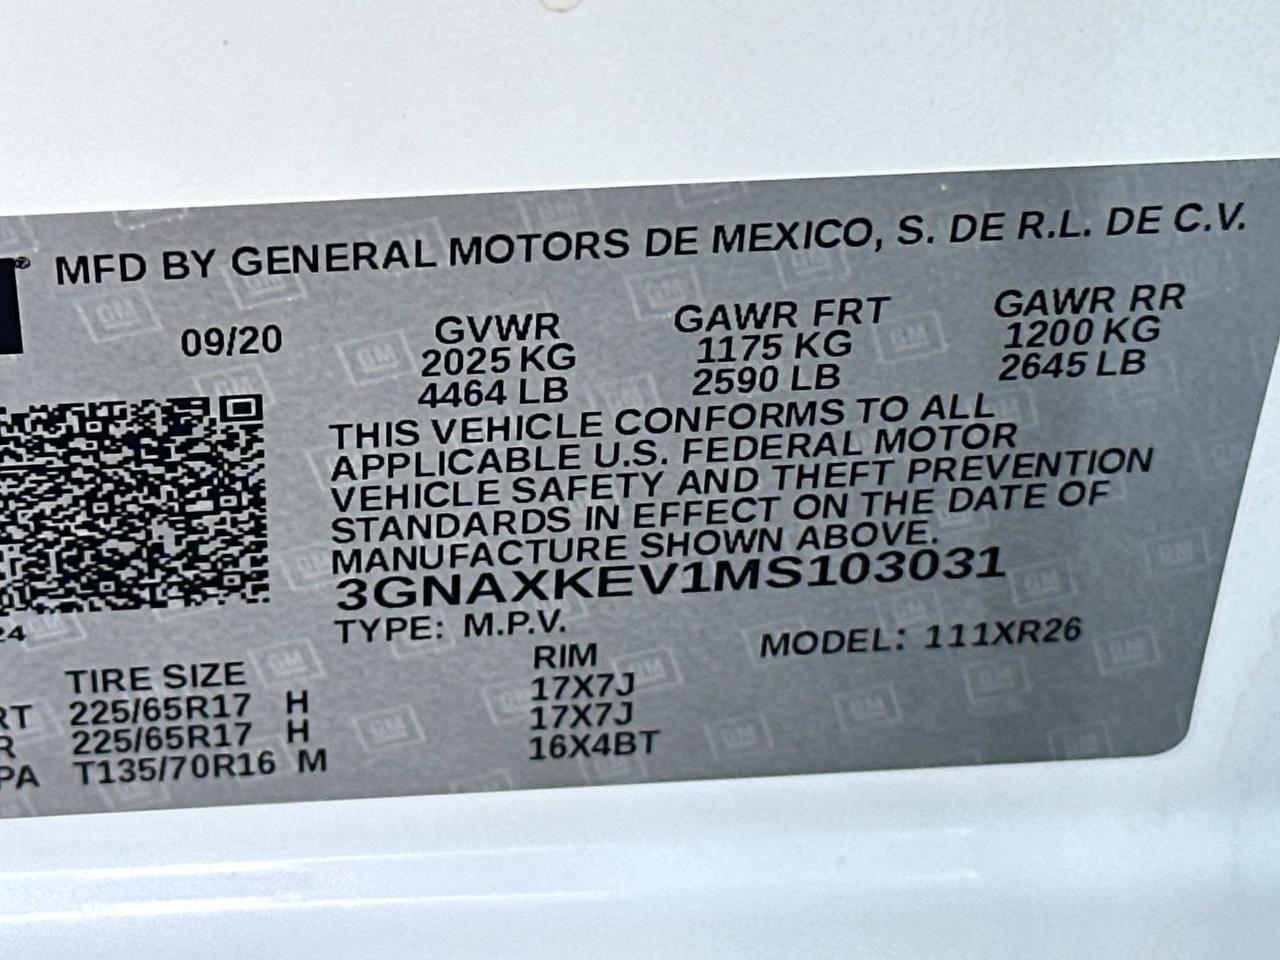 MFD BY GENERAL MOTORS DE MEXICO, S. DE R.L. DE C.V.
09/20 GVWR GAWR FRT GAWR RR
2025 KG 1175 KG 1200 KG
4464 LB 2590 LB 2645 LB
THIS VEHICLE CONFORMS TO ALL
APPLICABLE U.S. FEDERAL MOTOR
VEHICLE SAFETY AND THEFT PREVENTION
STANDARDS IN EFFECT ON THE DATE OF
MANUFACTURE SHOWN ABOVE.
3GNAXKEV1MS103031
TYPE: M.P.V. MODEL: 111XR26
TIRE SIZE RIM
RT 225/65R17 H 17X7J
R 225/65R17 H 17X7J
PA T135/70R16 M 16X4BT